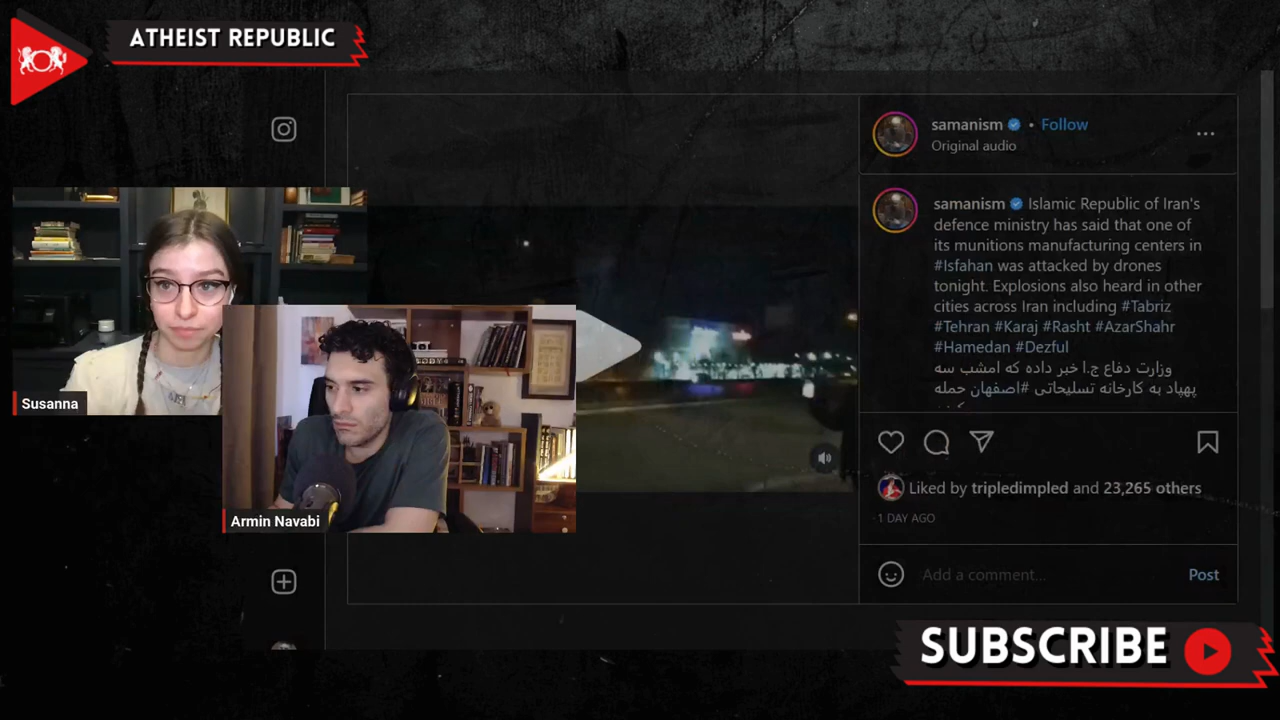 ATHEIST REPUBLIC
samanism • Follow
Original audio
samanism Islamic Republic of Iran's
defence ministry has said that one of
its munitions manufacturing centers in
#Isfahan was attacked by drones
tonight. Explosions also heard in other
cities across Iran including #Tabriz
#Tehran #Karaj #Rasht #AzarShahr
#Hamedan #Dezful
وزارت دفاع ج.ا خبر داده که امشب سه
پهپاد به کارخانه تسلیحاتی #اصفهان حمله
Susanna
Armin Navabi
Liked by tripledimpled and 23,265 others
1 DAY AGO
Add a comment...
Post
SUBSCRIBE